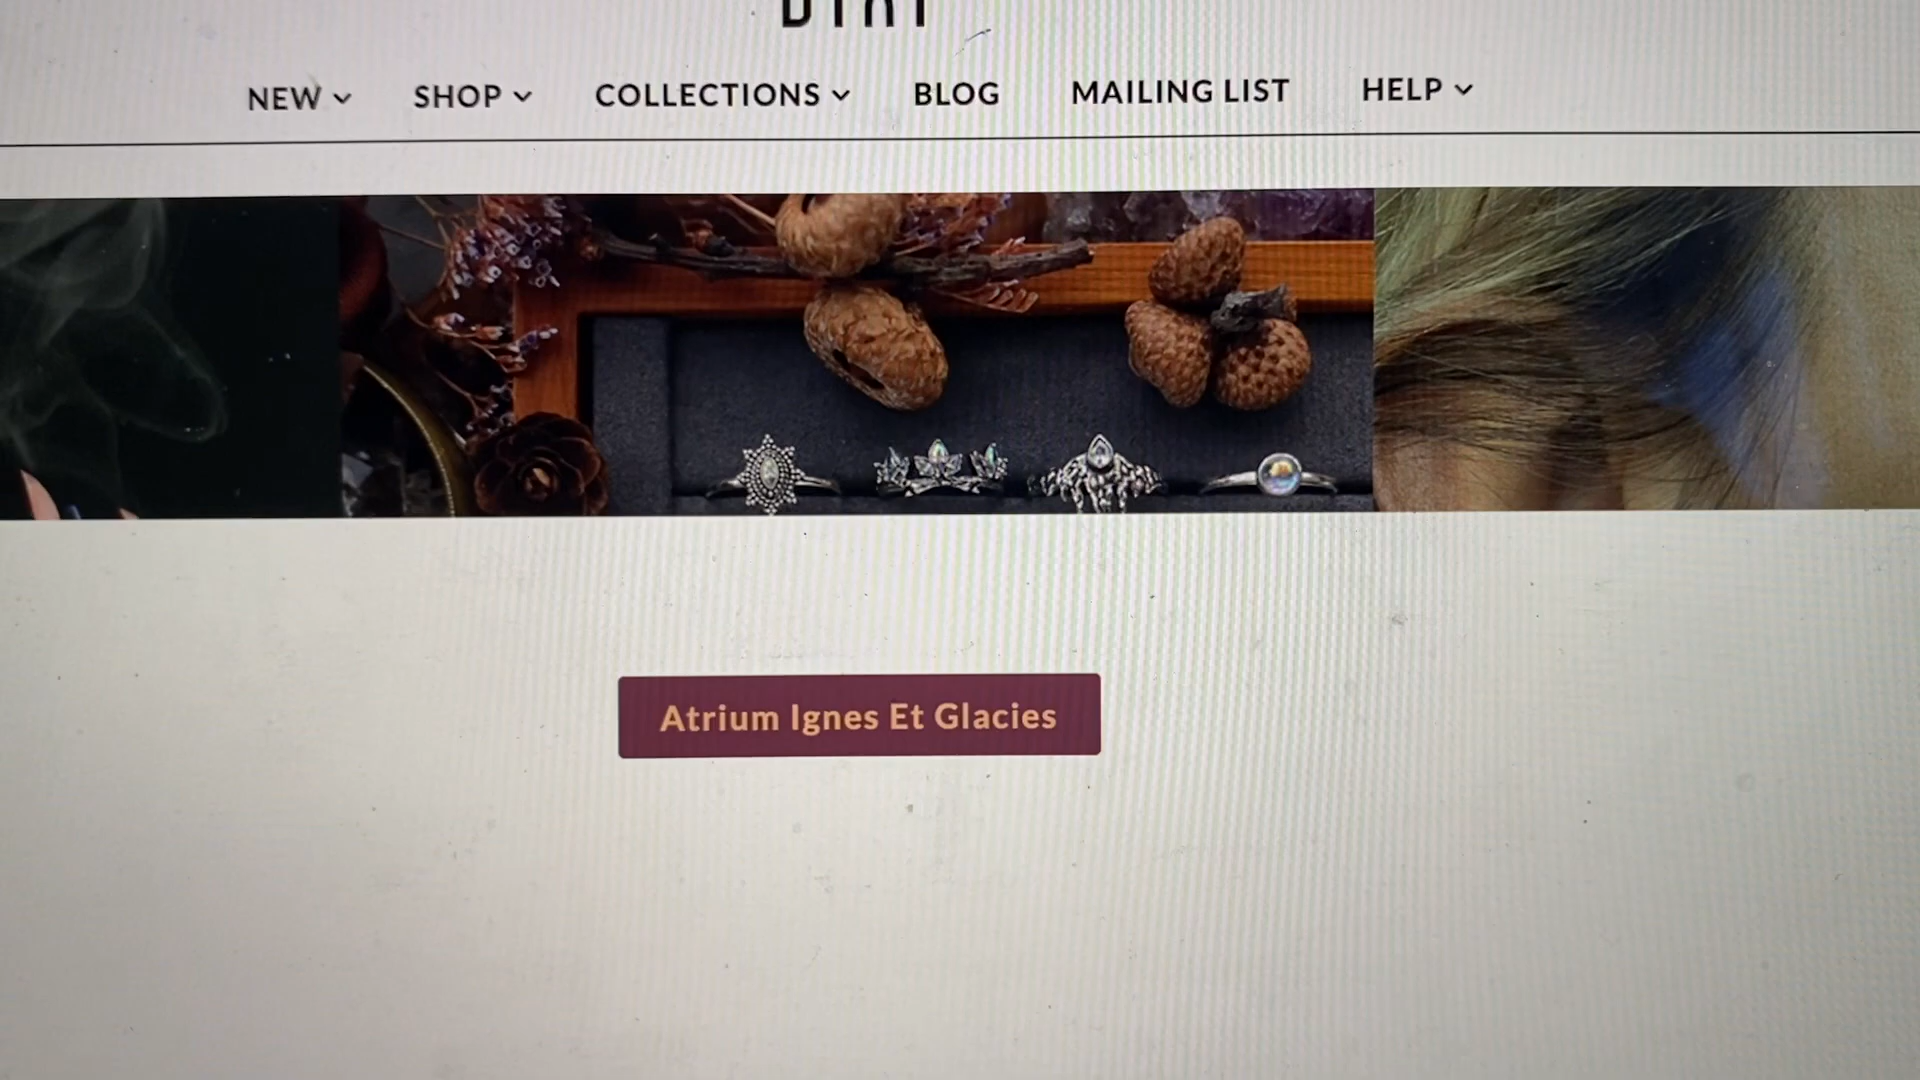 NEW SHOP COLLECTIONS BLOG MAILING LIST HELP
Atrium Ignes Et Glacies